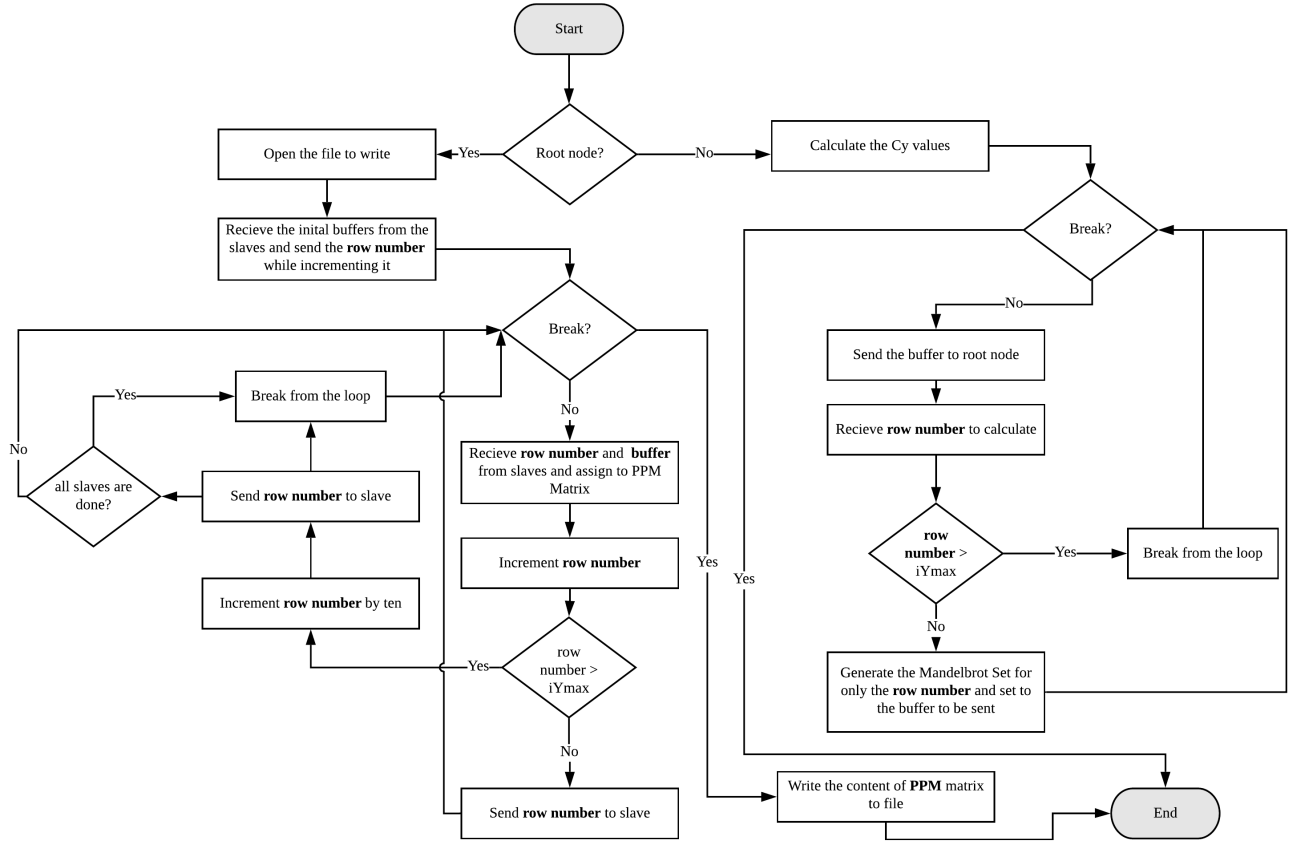 Start
Root node?
Yes
No
Open the file to write
Recieve the inital buffers from the
slaves and send the row number
while incrementing it
Break?
Yes
No
Recieve row number and buffer
from slaves and assign to PPM
Matrix
Increment row number
row
number >
iYmax
Yes
No
Increment row number by ten
Send row number to slave
all slaves are
done?
Yes
No
Break from the loop
Send row number to slave
Write the content of PPM matrix
to file
Calculate the Cy values
Break?
Yes
No
Send the buffer to root node
Recieve row number to calculate
row
number >
iYmax
Yes
No
Break from the loop
Generate the Mandelbrot Set for
only the row number and set to
the buffer to be sent
End